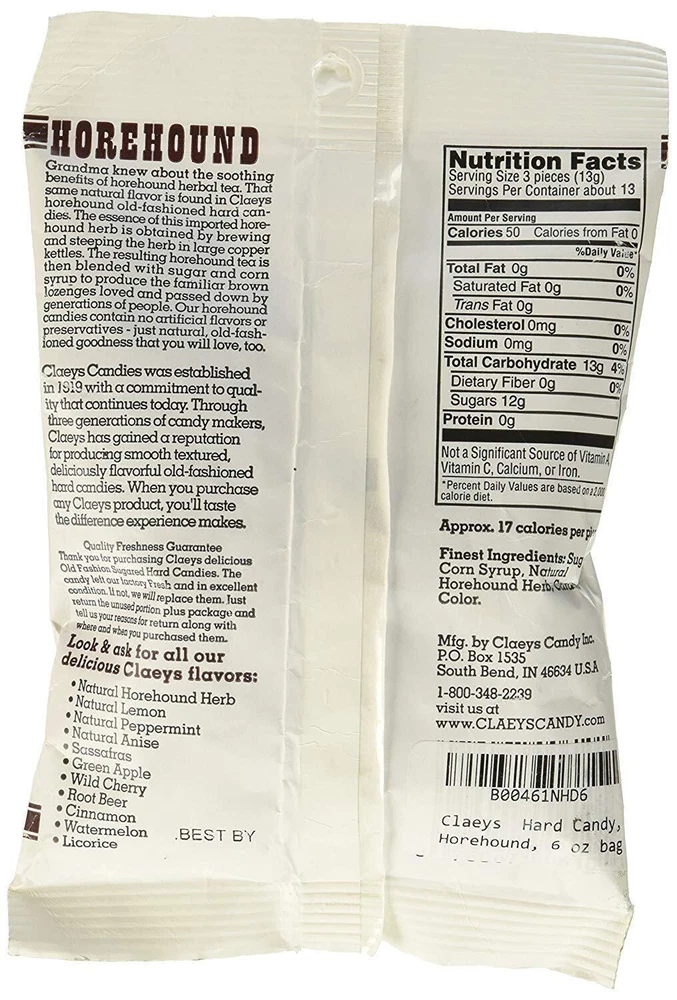 HOREHOUND
Grandma knew about the soothing
benefits of horehound herbal tea. That
same natural flavor is found in Claeys
horehound old-fashioned hard can-
dies. The essence of this imported hore-
hound herb is obtained by brewing
and steeping the herb in large copper
kettles. The resulting horehound tea is
then blended with sugar and corn
syrup to produce the familiar brown
lozenges loved and passed down by
generations of people. Our horehound
candies contain no artificial flavors or
preservatives - just natural, old-fash-
ioned goodness that you will love, too.
Claeys Candies was established
in 1919 with a commitment to qual-
ity that continues today. Through
three generations of candy makers,
Claeys has gained a reputation
for producing smooth textured,
deliciously flavorful old-fashioned
hard candies. When you purchase
any Claeys product, you'll taste
the difference experience makes.
Quality Freshness Guarantee
Thank you for purchasing Claeys delicious
Old Fashion Sugared Hard Candies. The
candy left our factory Fresh and in excellent
condition. If not, we will replace them. Just
return the unused portion plus package and
tell us your reasons for return along with
where and when you purchased them.
Look & ask for all our
delicious Claeys flavors:
• Natural Horehound Herb
• Natural Lemon
• Natural Peppermint
• Natural Anise
• Sassafras
• Green Apple
• Wild Cherry
• Root Beer
• Cinnamon
• Watermelon
• Licorice
.BEST BY
Nutrition Facts
Serving Size 3 pieces (13g)
Servings Per Container about 13
Amount Per Serving
Calories 50 Calories from Fat 0
%Daily Value*
Total Fat 0g 0%
Saturated Fat 0g 0%
Trans Fat 0g
Cholesterol 0mg 0%
Sodium 0mg 0%
Total Carbohydrate 13g 4%
Dietary Fiber 0g 0%
Sugars 12g
Protein 0g
Not a Significant Source of Vitamin A
Vitamin C, Calcium, or Iron.
*Percent Daily Values are based on a 2,000
calorie diet.
Approx. 17 calories per
Finest Ingredients:
Corn Syrup, Natural
Horehound Herb,
Color.
Mfg. by Claeys Candy Inc.
P.O. Box 1535
South Bend, IN 46634 U.S.A
1-800-348-2239
visit us at
www.CLAEYSCANDY.com
B00461NHD6
Claeys Hard Candy,
Horehound, 6 oz bag